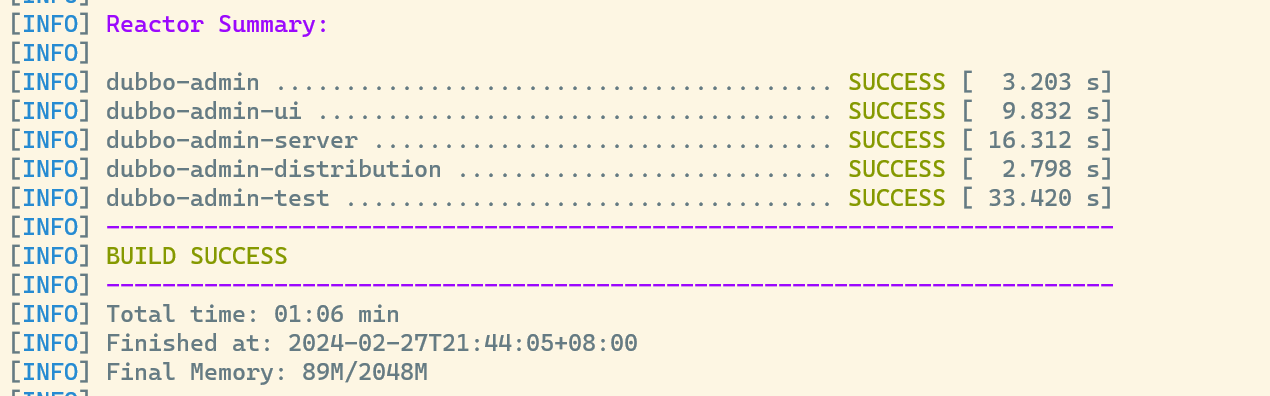 [INFO]
[INFO] Reactor Summary:
[INFO]
[INFO] dubbo-admin ........................................ SUCCESS [  3.203 s]
[INFO] dubbo-admin-ui ..................................... SUCCESS [  9.832 s]
[INFO] dubbo-admin-server ................................. SUCCESS [ 16.312 s]
[INFO] dubbo-admin-distribution ........................... SUCCESS [  2.798 s]
[INFO] dubbo-admin-test ................................... SUCCESS [ 33.420 s]
[INFO] ------------------------------------------------------------------------
[INFO] BUILD SUCCESS
[INFO] ------------------------------------------------------------------------
[INFO] Total time: 01:06 min
[INFO] Finished at: 2024-02-27T21:44:05+08:00
[INFO] Final Memory: 89M/2048M
[INFO]